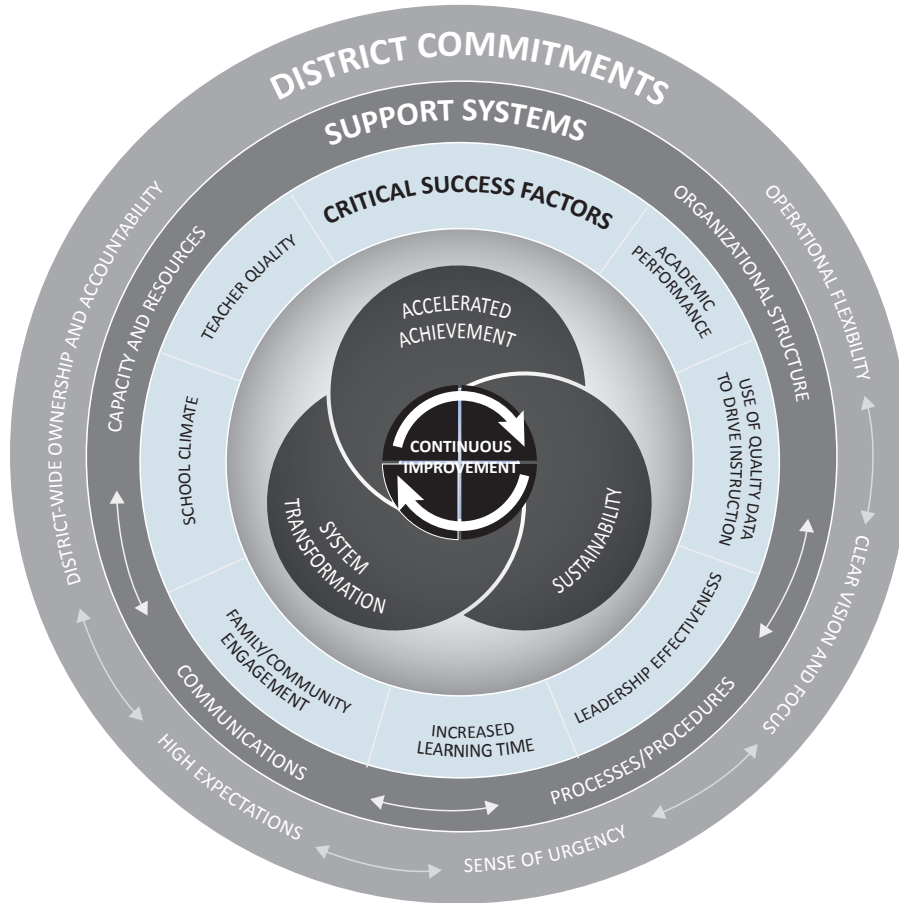 DISTRICT COMMITMENTS
OPERATIONAL FLEXIBILITY
CLEAR VISION AND FOCUS
SENSE OF URGENCY
HIGH EXPECTATIONS
DISTRICT-WIDE OWNERSHIP AND ACCOUNTABILITY
SUPPORT SYSTEMS
ORGANIZATIONAL STRUCTURE
PROCESSES/PROCEDURES
COMMUNICATIONS
CAPACITY AND RESOURCES
CRITICAL SUCCESS FACTORS
ACADEMIC
PERFORMANCE
USE OF QUALITY DATA
TO DRIVE INSTRUCTION
LEADERSHIP EFFECTIVENESS
INCREASED
LEARNING TIME
FAMILY/COMMUNITY
ENGAGEMENT
SCHOOL CLIMATE
TEACHER QUALITY
ACCELERATED
ACHIEVEMENT
SUSTAINABILITY
SYSTEM
TRANSFORMATION
CONTINUOUS
IMPROVEMENT